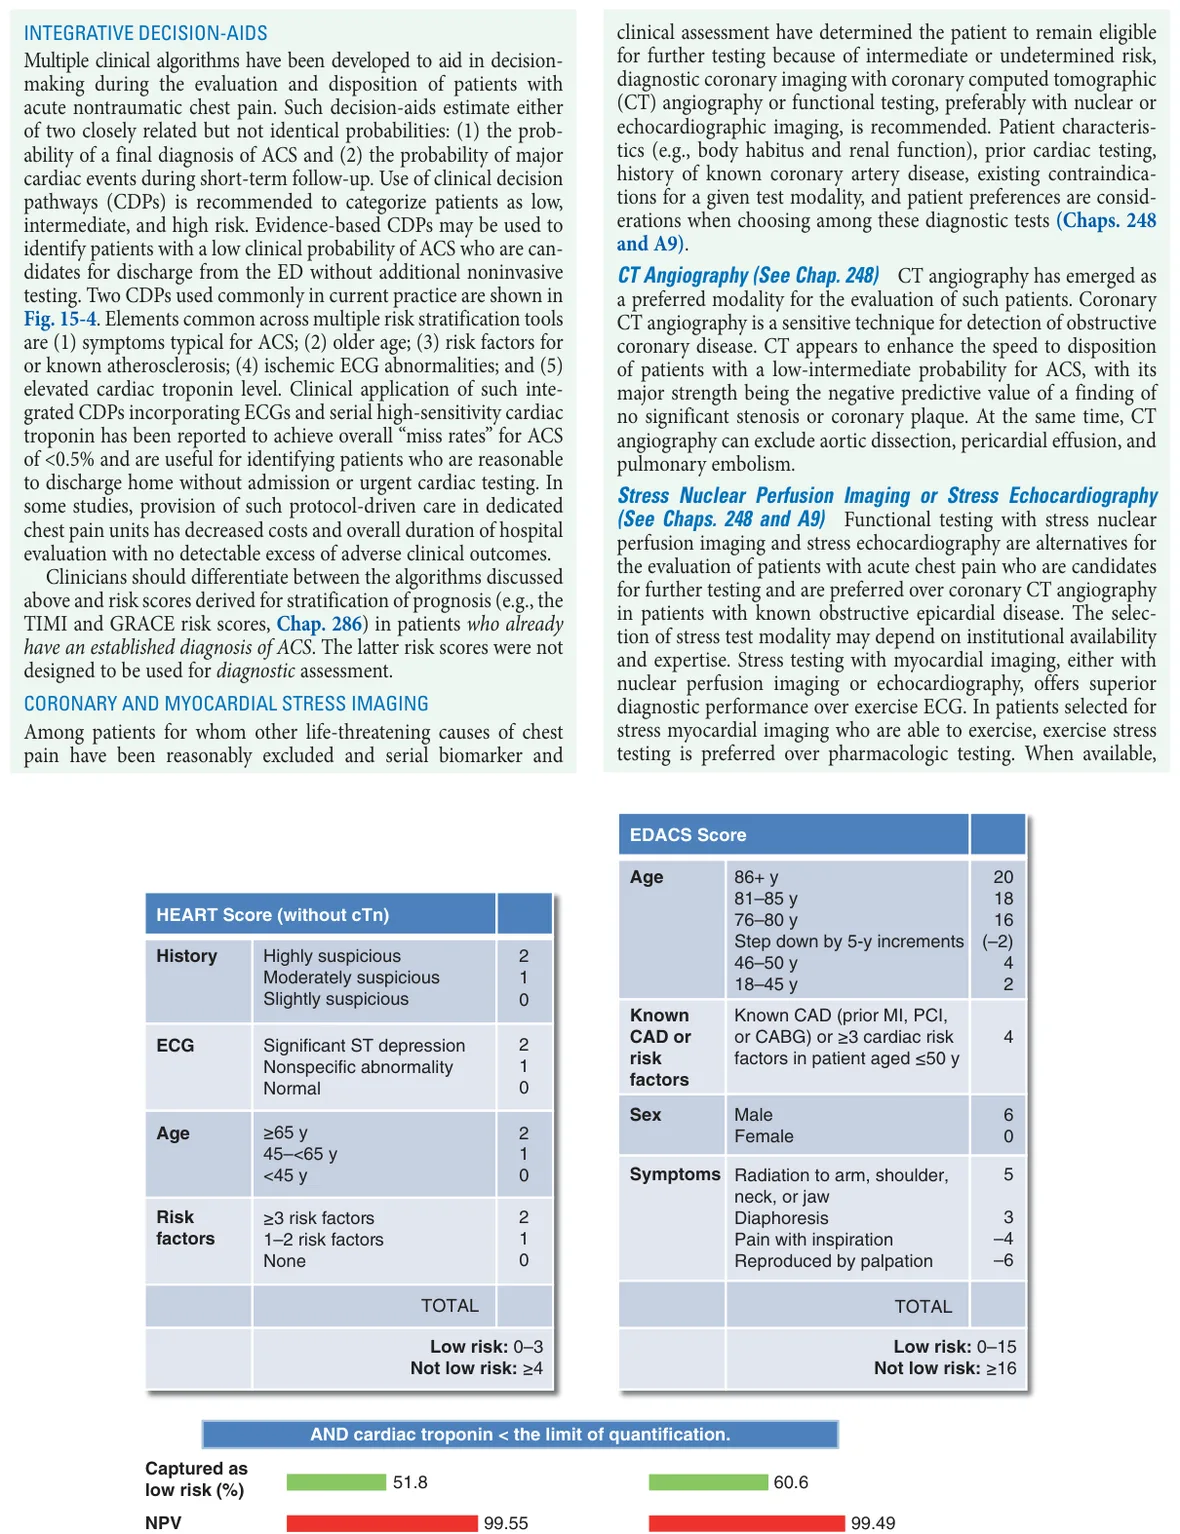 INTEGRATIVE DECISION-AIDS
Multiple clinical algorithms have been developed to aid in decision-
making during the evaluation and disposition of patients with
acute nontraumatic chest pain. Such decision-aids estimate either
of two closely related but not identical probabilities: (1) the prob-
ability of a final diagnosis of ACS and (2) the probability of major
cardiac events during short-term follow-up. Use of clinical decision
pathways (CDPs) is recommended to categorize patients as low,
intermediate, and high risk. Evidence-based CDPs may be used to
identify patients with a low clinical probability of ACS who are can-
didates for discharge from the ED without additional noninvasive
testing. Two CDPs used commonly in current practice are shown in
Fig. 15-4. Elements common across multiple risk stratification tools
are (1) symptoms typical for ACS; (2) older age; (3) risk factors for
or known atherosclerosis; (4) ischemic ECG abnormalities; and (5)
elevated cardiac troponin level. Clinical application of such inte-
grated CDPs incorporating ECGs and serial high-sensitivity cardiac
troponin has been reported to achieve overall “miss rates” for ACS
of <0.5% and are useful for identifying patients who are reasonable
to discharge home without admission or urgent cardiac testing. In
some studies, provision of such protocol-driven care in dedicated
chest pain units has decreased costs and overall duration of hospital
evaluation with no detectable excess of adverse clinical outcomes.
Clinicians should differentiate between the algorithms discussed
above and risk scores derived for stratification of prognosis (e.g., the
TIMI and GRACE risk scores, Chap. 286) in patients who already
have an established diagnosis of ACS. The latter risk scores were not
designed to be used for diagnostic assessment.
CORONARY AND MYOCARDIAL STRESS IMAGING
Among patients for whom other life-threatening causes of chest
pain have been reasonably excluded and serial biomarker and
clinical assessment have determined the patient to remain eligible
for further testing because of intermediate or undetermined risk,
diagnostic coronary imaging with coronary computed tomographic
(CT) angiography or functional testing, preferably with nuclear or
echocardiographic imaging, is recommended. Patient characteris-
tics (e.g., body habitus and renal function), prior cardiac testing,
history of known coronary artery disease, existing contraindica-
tions for a given test modality, and patient preferences are consid-
erations when choosing among these diagnostic tests (Chaps. 248
and A9).
CT Angiography (See Chap. 248) CT angiography has emerged as
a preferred modality for the evaluation of such patients. Coronary
CT angiography is a sensitive technique for detection of obstructive
coronary disease. CT appears to enhance the speed to disposition
of patients with a low-intermediate probability for ACS, with its
major strength being the negative predictive value of a finding of
no significant stenosis or coronary plaque. At the same time, CT
angiography can exclude aortic dissection, pericardial effusion, and
pulmonary embolism.
Stress Nuclear Perfusion Imaging or Stress Echocardiography
(See Chaps. 248 and A9) Functional testing with stress nuclear
perfusion imaging and stress echocardiography are alternatives for
the evaluation of patients with acute chest pain who are candidates
for further testing and are preferred over coronary CT angiography
in patients with known obstructive epicardial disease. The selec-
tion of stress test modality may depend on institutional availability
and expertise. Stress testing with myocardial imaging, either with
nuclear perfusion imaging or echocardiography, offers superior
diagnostic performance over exercise ECG. In patients selected for
stress myocardial imaging who are able to exercise, exercise stress
testing is preferred over pharmacologic testing. When available,
HEART Score (without cTn)
History Highly suspicious 2
Moderately suspicious 1
Slightly suspicious 0
ECG Significant ST depression 2
Nonspecific abnormality 1
Normal 0
Age ≥65 y 2
45–<65 y 1
<45 y 0
Risk ≥3 risk factors 2
factors 1–2 risk factors 1
None 0
TOTAL
Low risk: 0–3
Not low risk: ≥4
EDACS Score
Age 86+ y 20
81–85 y 18
76–80 y 16
Step down by 5-y increments (–2)
46–50 y 4
18–45 y 2
Known Known CAD (prior MI, PCI,
CAD or or CABG) or ≥3 cardiac risk 4
risk factors in patient aged ≤50 y
factors
Sex Male 6
Female 0
Symptoms Radiation to arm, shoulder, 5
neck, or jaw
Diaphoresis 3
Pain with inspiration –4
Reproduced by palpation –6
TOTAL
Low risk: 0–15
Not low risk: ≥16
AND cardiac troponin < the limit of quantification.
Captured as
low risk (%) 51.8 60.6
NPV 99.55 99.49